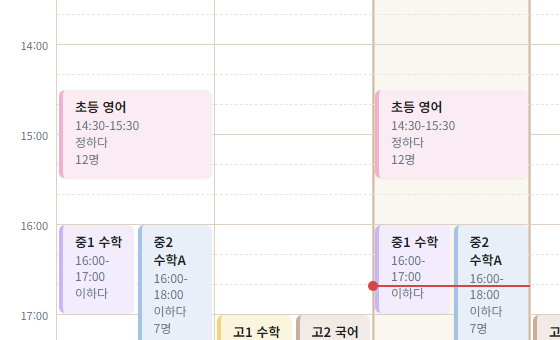 14:00
초등 영어
14:30-15:30
정하다
12명
초등 영어
14:30-15:30
정하다
12명
15:00
16:00
중1 수학
16:00-
17:00
이하다
중2
수학A
16:00-
18:00
이하다
7명
중1 수학
16:00-
17:00
이하다
중2
수학A
16:00-
18:00
이하다
7명
17:00
고1 수학
고2 국어